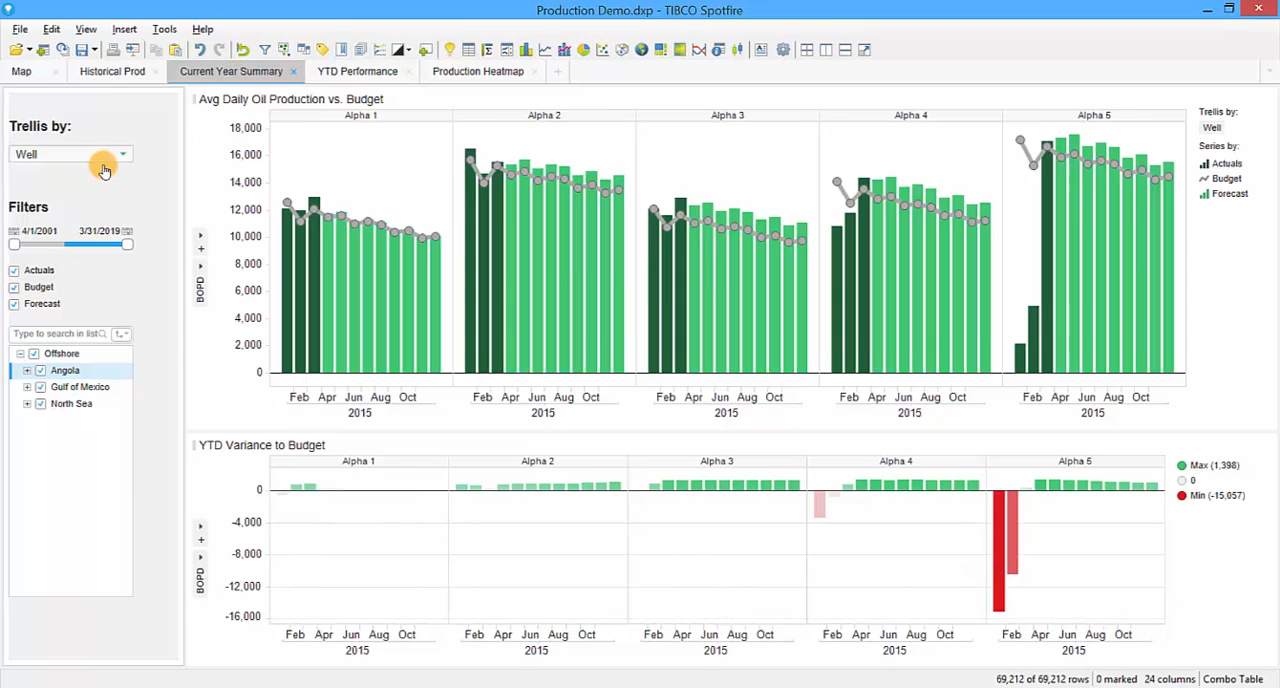 Production Demo.dxp - TIBCO Spotfire
File Edit View Insert Tools Help
Map Historical Prod Current Year Summary YTD Performance Production Heatmap
Trellis by:
Well
Filters
4/1/2001 3/31/2019
Actuals
Budget
Forecast
Type to search in list
Offshore
Angola
Gulf of Mexico
North Sea
Avg Daily Oil Production vs. Budget
Alpha 1 Alpha 2 Alpha 3 Alpha 4 Alpha 5
18,000
16,000
14,000
12,000
10,000
8,000
6,000
4,000
2,000
0
BOPD
Feb Apr Jun Aug Oct Feb Apr Jun Aug Oct Feb Apr Jun Aug Oct Feb Apr Jun Aug Oct Feb Apr Jun Aug Oct
2015 2015 2015 2015 2015
Trellis by:
Well
Series by:
Actuals
Budget
Forecast
YTD Variance to Budget
Alpha 1 Alpha 2 Alpha 3 Alpha 4 Alpha 5
0
-4,000
-8,000
-12,000
-16,000
BOPD
Feb Apr Jun Aug Oct Feb Apr Jun Aug Oct Feb Apr Jun Aug Oct Feb Apr Jun Aug Oct Feb Apr Jun Aug Oct
2015 2015 2015 2015 2015
Max (1,398)
0
Min (-15,057)
69,212 of 69,212 rows 0 marked 24 columns Combo Table